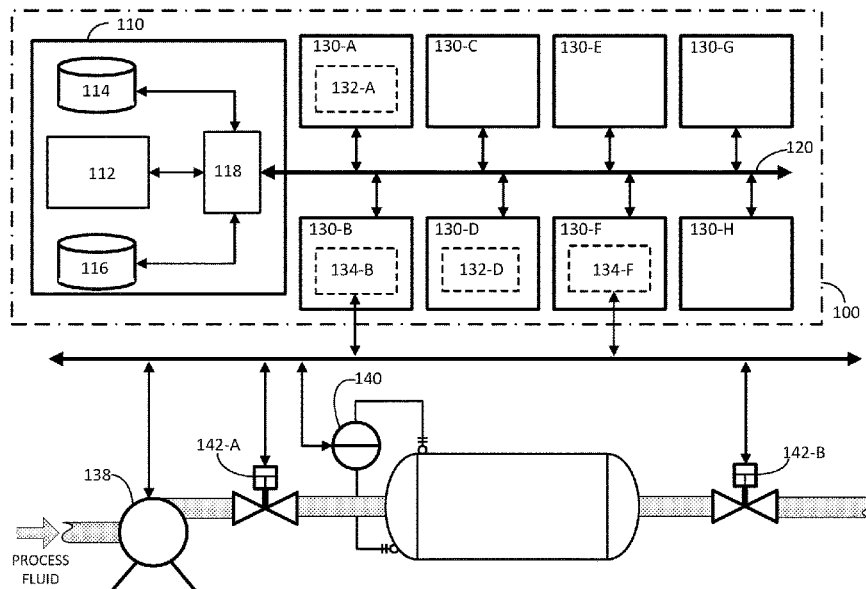 110
114
112
118
116
130-A
132-A
130-C
130-E
130-G
120
130-B
134-B
130-D
132-D
130-F
134-F
130-H
100
140
142-A
142-B
138
PROCESS
FLUID